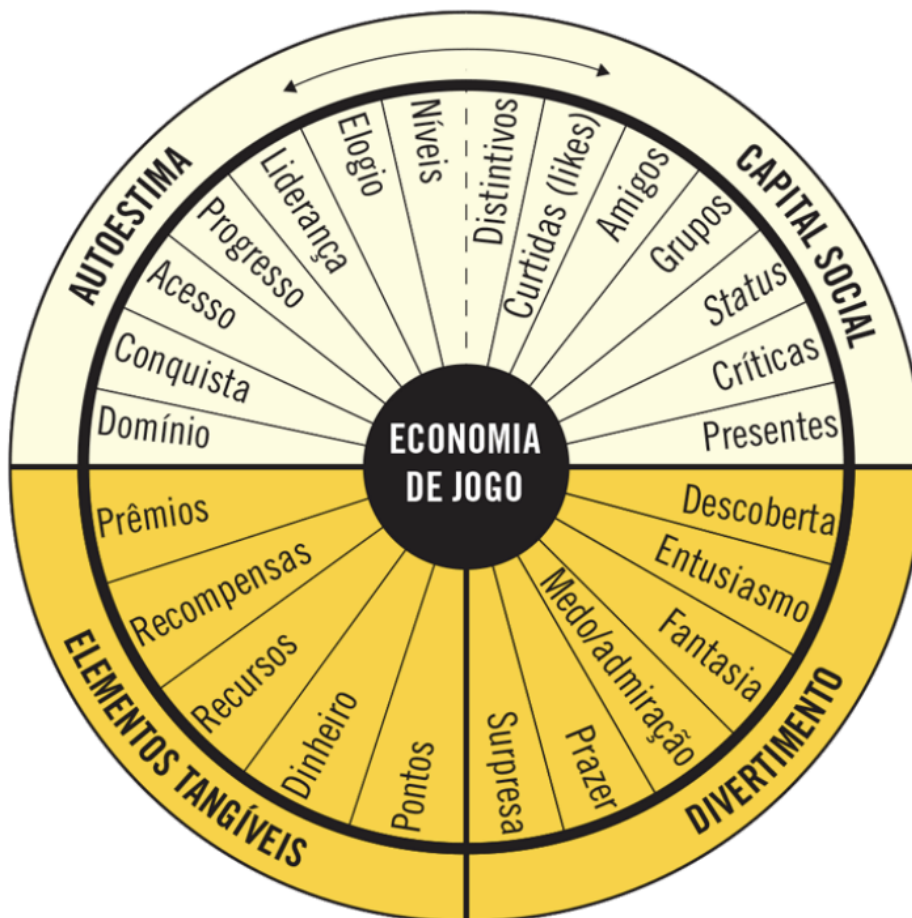 AUTOESTIMA
Níveis
Elogio
Liderança
Progresso
Acesso
Conquista
Domínio
CAPITAL SOCIAL
Distintivos
Curtidas (likes)
Amigos
Grupos
Status
Críticas
Presentes
ECONOMIA
DE JOGO
ELEMENTOS TANGÍVEIS
Prêmios
Recompensas
Recursos
Dinheiro
Pontos
DIVERTIMENTO
Descoberta
Entusiasmo
Fantasia
Medo/admiração
Prazer
Surpresa